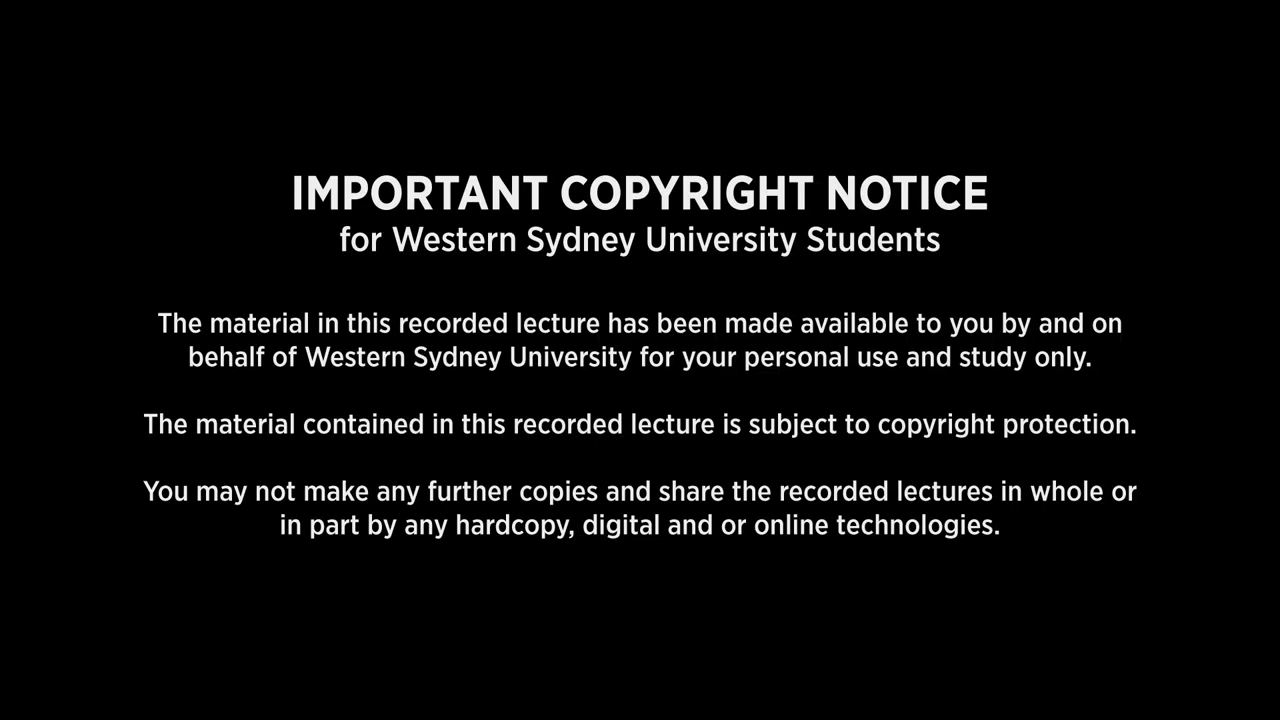 IMPORTANT COPYRIGHT NOTICE
for Western Sydney University Students
The material in this recorded lecture has been made available to you by and on
behalf of Western Sydney University for your personal use and study only.
The material contained in this recorded lecture is subject to copyright protection.
You may not make any further copies and share the recorded lectures in whole or
in part by any hardcopy, digital and or online technologies.